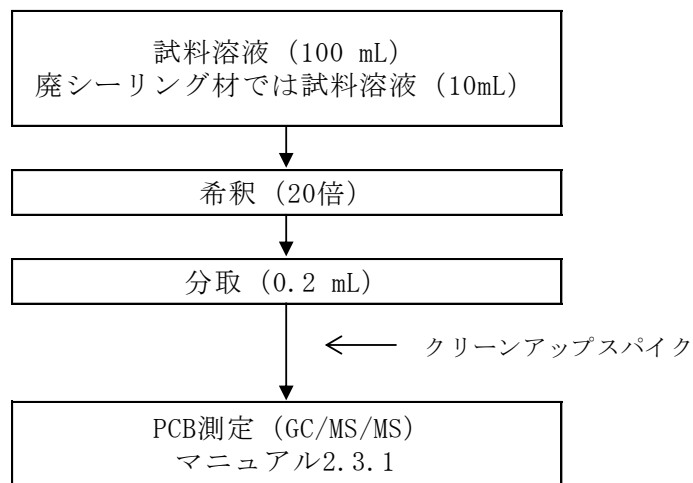 試料溶液 (100 mL)
廃シーリング材では試料溶液 (10mL)
希釈 (20倍)
分取 (0.2 mL)
クリーンアップスパイク
PCB測定 (GC/MS/MS)
マニュアル2.3.1